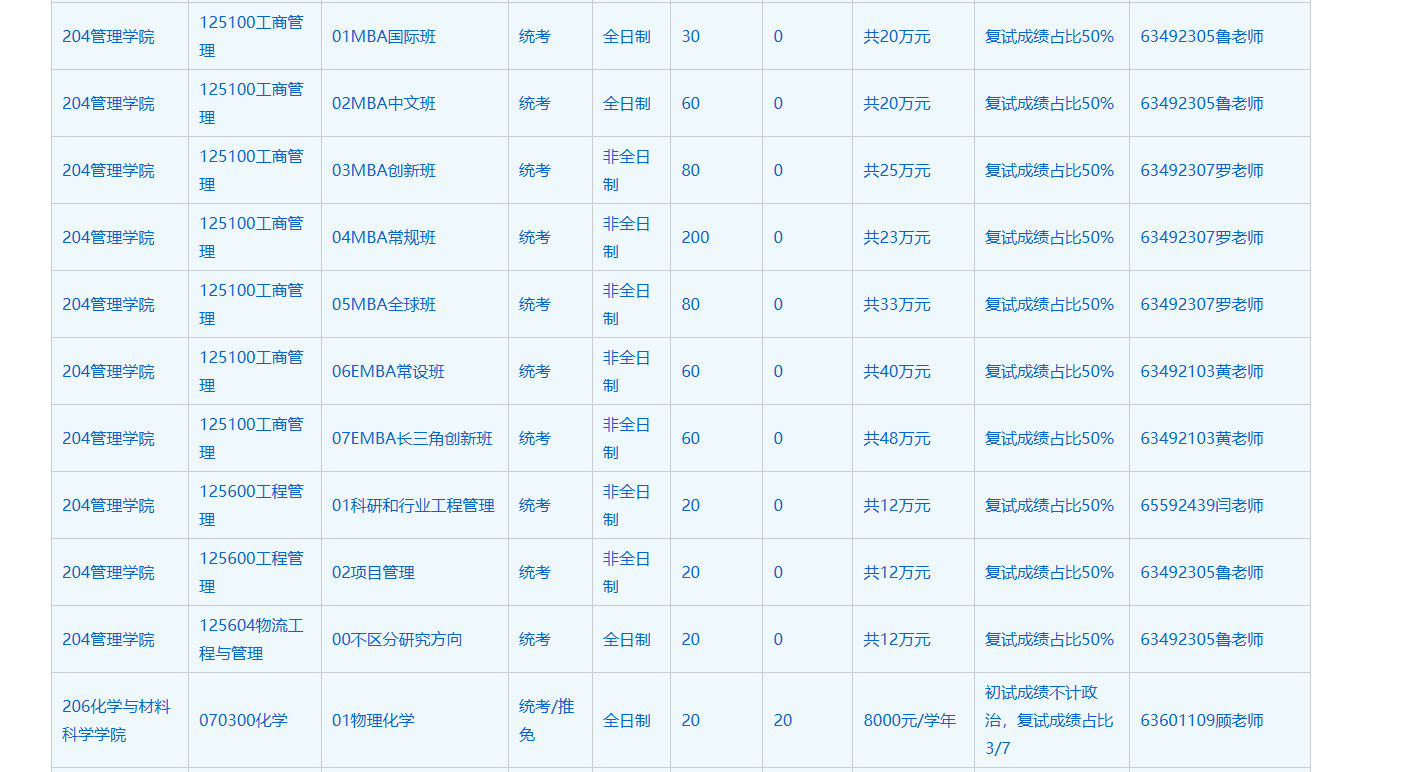 204管理学院 125100工商管理 01MBA国际班 统考 全日制 30 0 共20万元 复试成绩占比50% 63492305鲁老师
204管理学院 125100工商管理 02MBA中文班 统考 全日制 60 0 共20万元 复试成绩占比50% 63492305鲁老师
204管理学院 125100工商管理 03MBA创新班 统考 非全日制 80 0 共25万元 复试成绩占比50% 63492307罗老师
204管理学院 125100工商管理 04MBA常规班 统考 非全日制 200 0 共23万元 复试成绩占比50% 63492307罗老师
204管理学院 125100工商管理 05MBA全球班 统考 非全日制 80 0 共33万元 复试成绩占比50% 63492307罗老师
204管理学院 125100工商管理 06EMBA常设班 统考 非全日制 60 0 共40万元 复试成绩占比50% 63492103黄老师
204管理学院 125100工商管理 07EMBA长三角创新班 统考 非全日制 60 0 共48万元 复试成绩占比50% 63492103黄老师
204管理学院 125600工程管理 01科研和行业工程管理 统考 非全日制 20 0 共12万元 复试成绩占比50% 65592439闫老师
204管理学院 125600工程管理 02项目管理 统考 非全日制 20 0 共12万元 复试成绩占比50% 63492305鲁老师
204管理学院 125604物流工程与管理 00不区分研究方向 统考 全日制 20 0 共12万元 复试成绩占比50% 63492305鲁老师
206化学与材料科学学院 070300化学 01物理化学 统考/推免 全日制 20 20 8000元/学年 初试成绩不计政治，复试成绩占比3/7 63601109顾老师